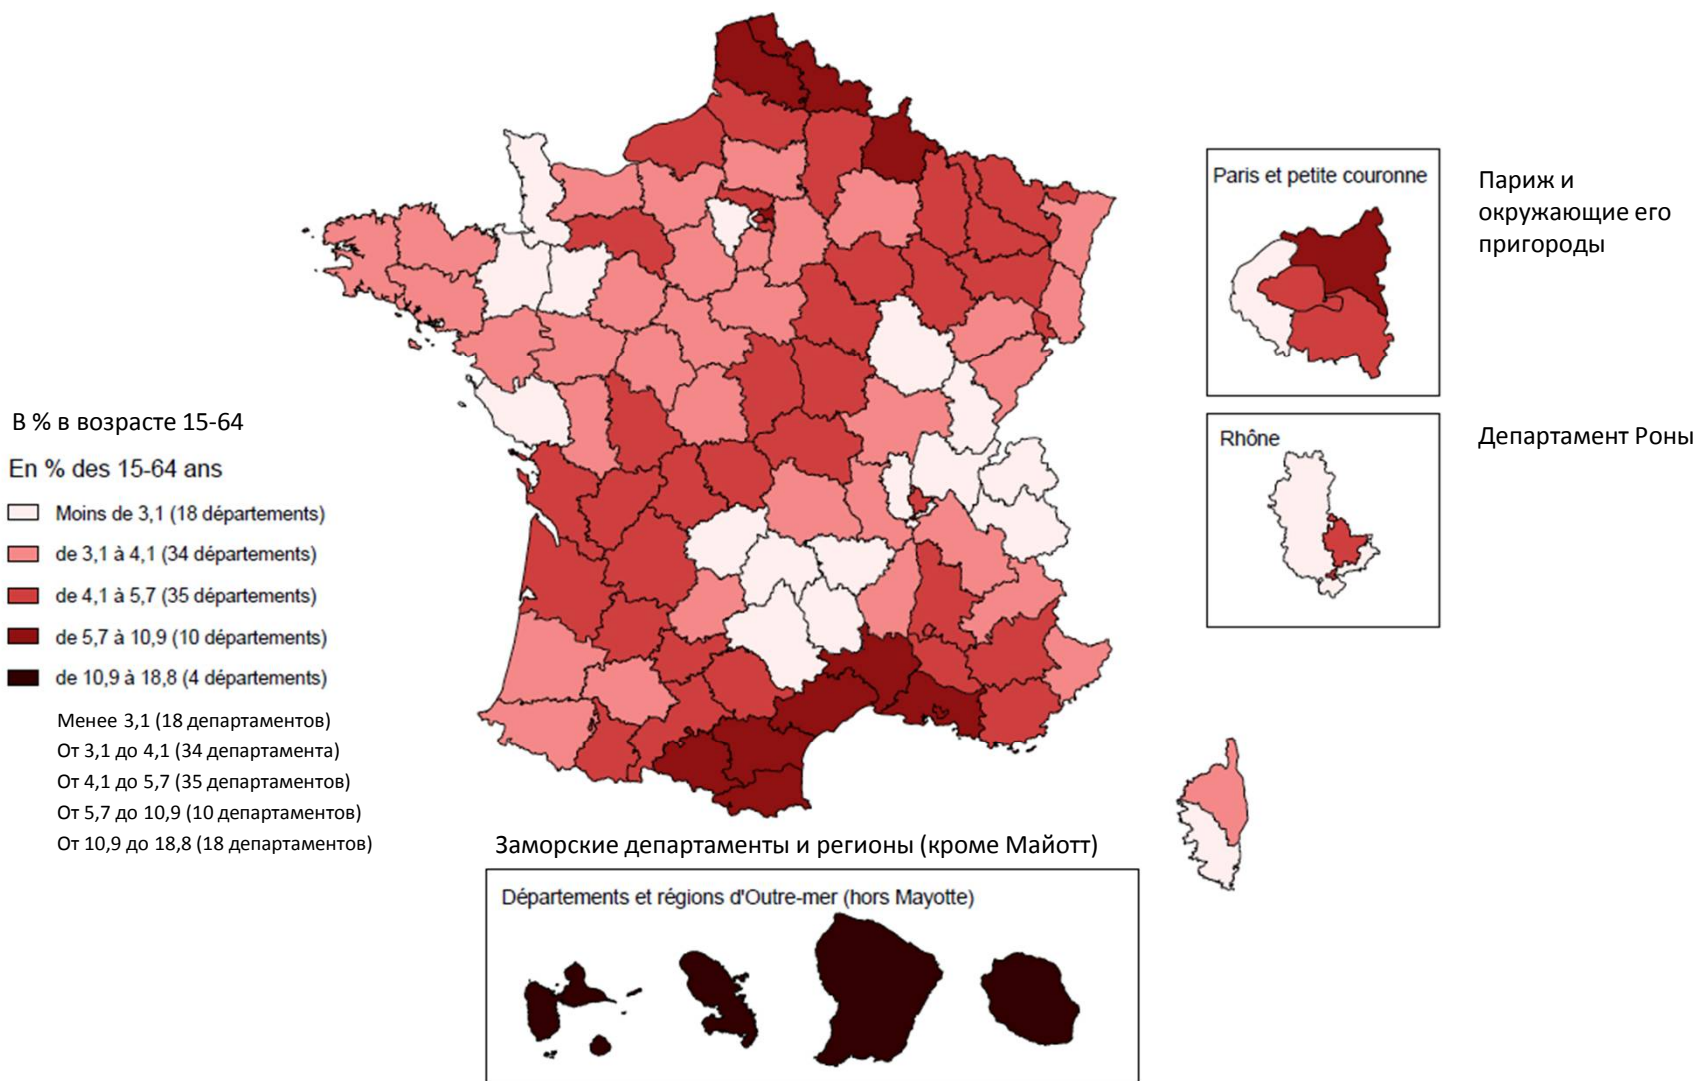 Paris et petite couronne
Париж и
окружающие его
пригороды
Rhône
Департамент Роны
В % в возрасте 15-64
En % des 15-64 ans
Moins de 3,1 (18 départements)
de 3,1 à 4,1 (34 départements)
de 4,1 à 5,7 (35 départements)
de 5,7 à 10,9 (10 départements)
de 10,9 à 18,8 (4 départements)
Менее 3,1 (18 департаментов)
От 3,1 до 4,1 (34 департамента)
От 4,1 до 5,7 (35 департаментов)
От 5,7 до 10,9 (10 департаментов)
От 10,9 до 18,8 (18 департаментов)
Заморские департаменты и регионы (кроме Майотт)
Départements et régions d'Outre-mer (hors Mayotte)